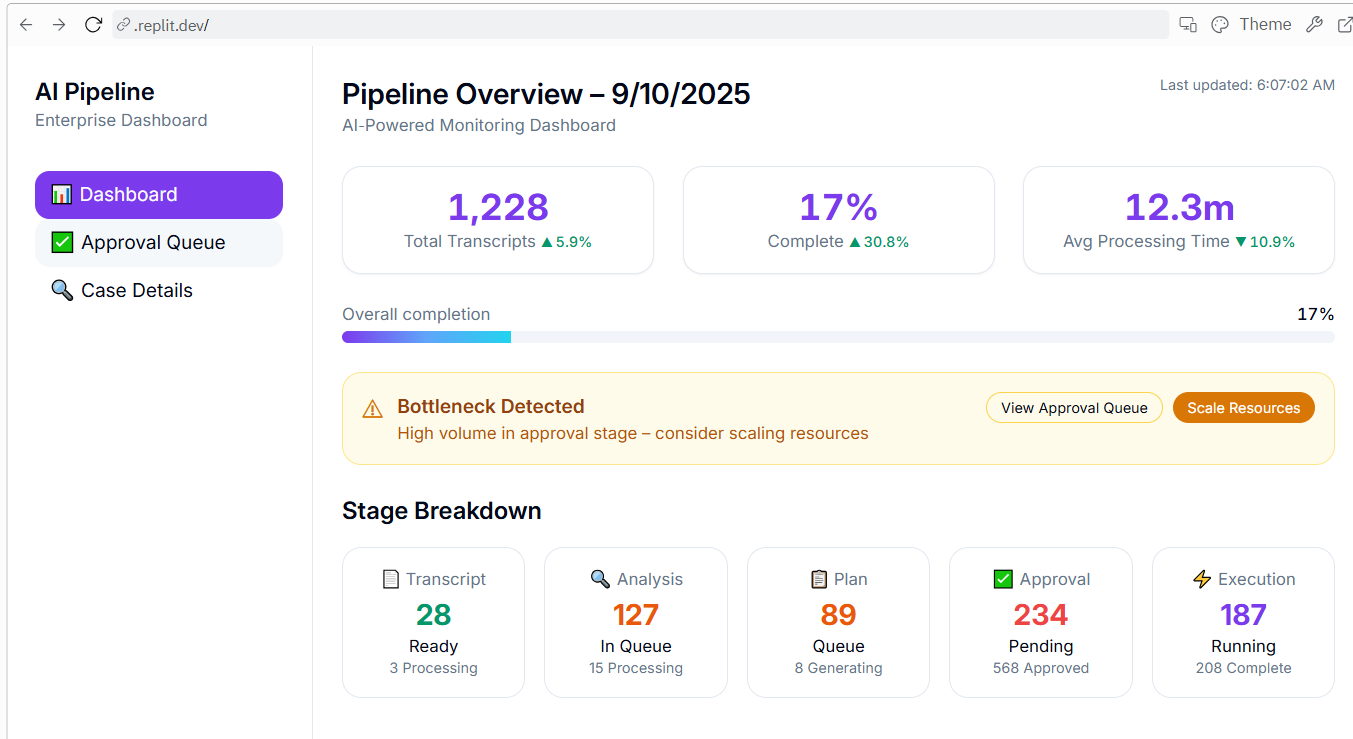 .replit.dev/
Theme
AI Pipeline
Enterprise Dashboard
Dashboard
Approval Queue
Case Details
Pipeline Overview – 9/10/2025
Last updated: 6:07:02 AM
AI-Powered Monitoring Dashboard
1,228
Total Transcripts ▲5.9%
17%
Complete ▲30.8%
12.3m
Avg Processing Time ▼10.9%
Overall completion
17%
Bottleneck Detected
High volume in approval stage – consider scaling resources
View Approval Queue
Scale Resources
Stage Breakdown
Transcript
28
Ready
3 Processing
Analysis
127
In Queue
15 Processing
Plan
89
Queue
8 Generating
Approval
234
Pending
568 Approved
Execution
187
Running
208 Complete